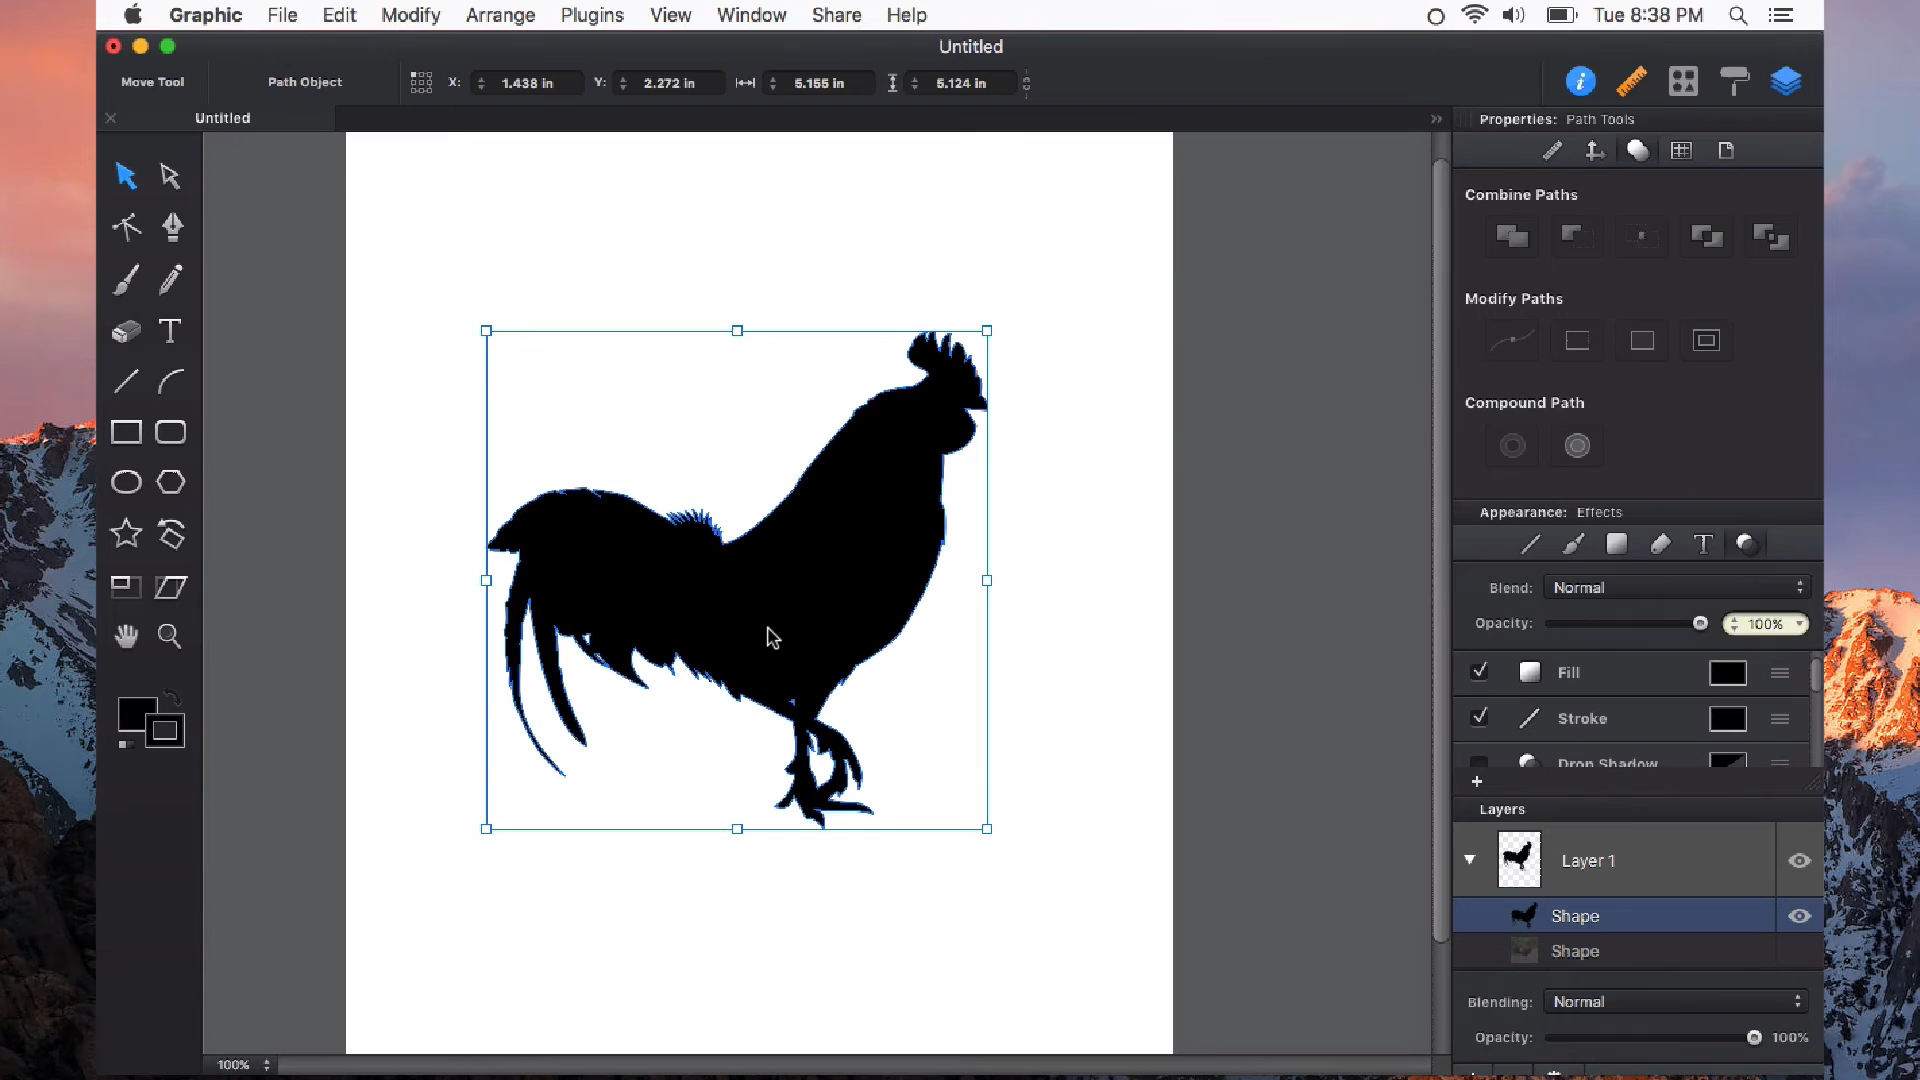 Graphic File Edit Modify Arrange Plugins View Window Share Help Tue 8:38 PM
Untitled
Move Tool Path Object X: 1.438 in Y: 2.272 in 5.155 in 5.124 in
Untitled
Properties: Path Tools
Combine Paths
Modify Paths
Compound Path
Appearance: Effects
Blend: Normal
Opacity: 100%
Fill
Stroke
Drop Shadow
Layers
Layer 1
Shape
Shape
Blending: Normal
Opacity: 100%
100%